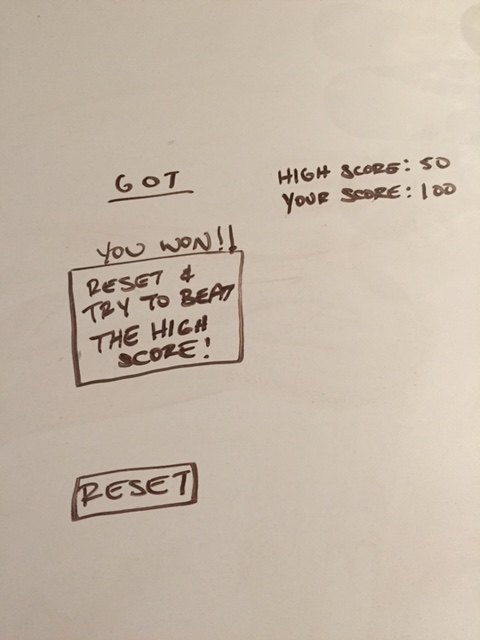 GOT
HIGH SCORE: 50
YOUR SCORE: 100
YOU WON!!
RESET &
TRY TO BEAT
THE HIGH
SCORE!
RESET